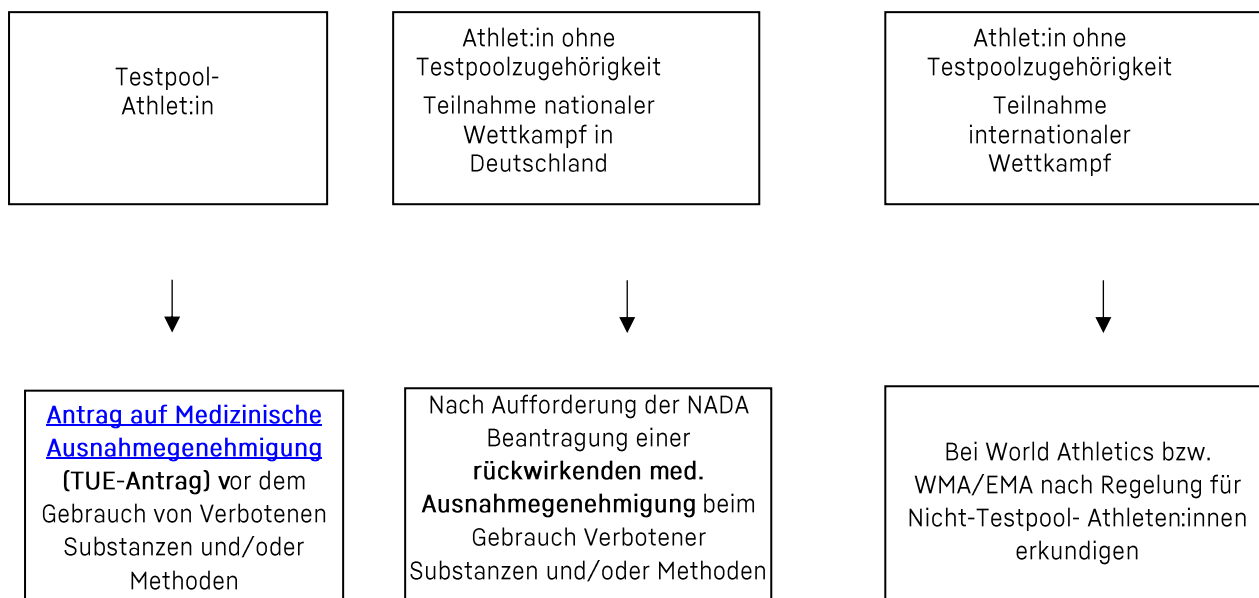 Testpool-
Athlet:in
Athlet:in ohne
Testpoolzugehörigkeit
Teilnahme nationaler
Wettkampf in
Deutschland
Athlet:in ohne
Testpoolzugehörigkeit
Teilnahme
internationaler
Wettkampf
Antrag auf Medizinische
Ausnahmegenehmigung
(TUE-Antrag) vor dem
Gebrauch von Verbotenen
Substanzen und/oder
Methoden
Nach Aufforderung der NADA
Beantragung einer
rückwirkenden med.
Ausnahmegenehmigung beim
Gebrauch Verbotener
Substanzen und/oder Methoden
Bei World Athletics bzw.
WMA/EMA nach Regelung für
Nicht-Testpool- Athleten:innen
erkundigen